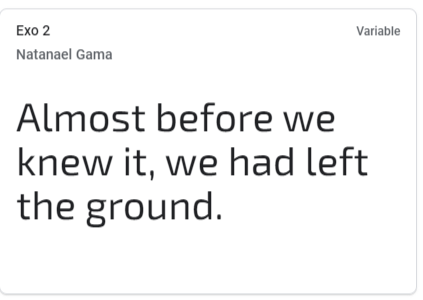 Exo 2
Variable
Natanael Gama
Almost before we
knew it, we had left
the ground.